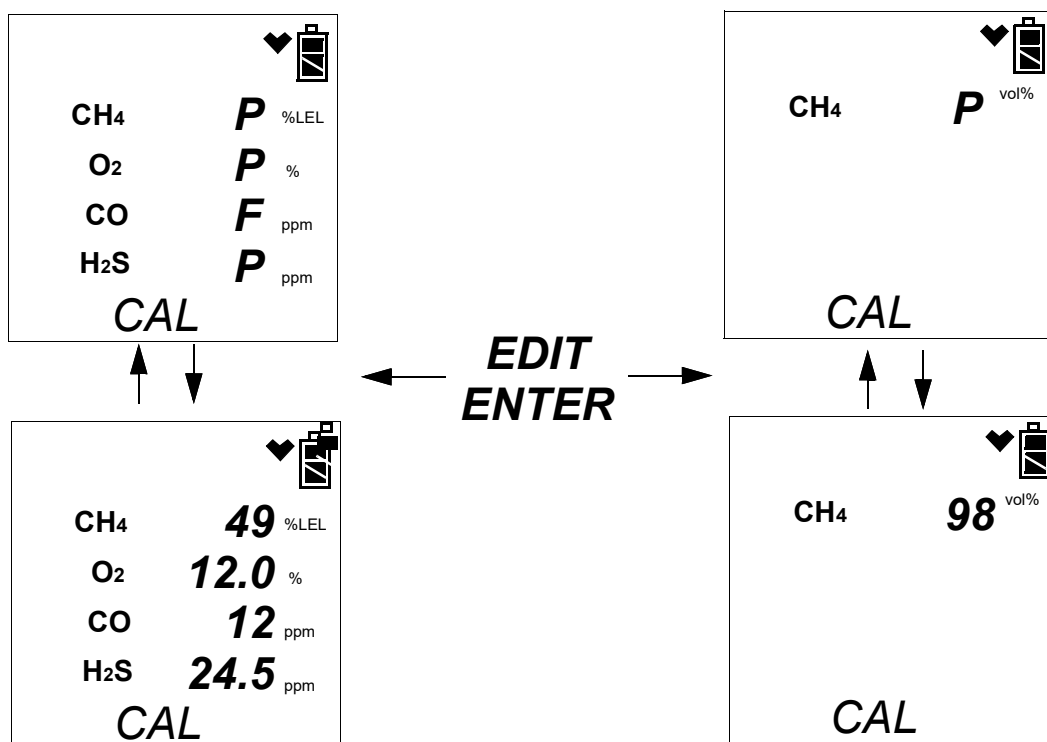 CH4 P %LEL
O2 P %
CO F ppm
H2S P ppm
CAL
CH4 P vol%
CAL
EDIT
ENTER
CH4 49 %LEL
O2 12.0 %
CO 12 ppm
H2S 24.5 ppm
CAL
CH4 98 vol%
CAL